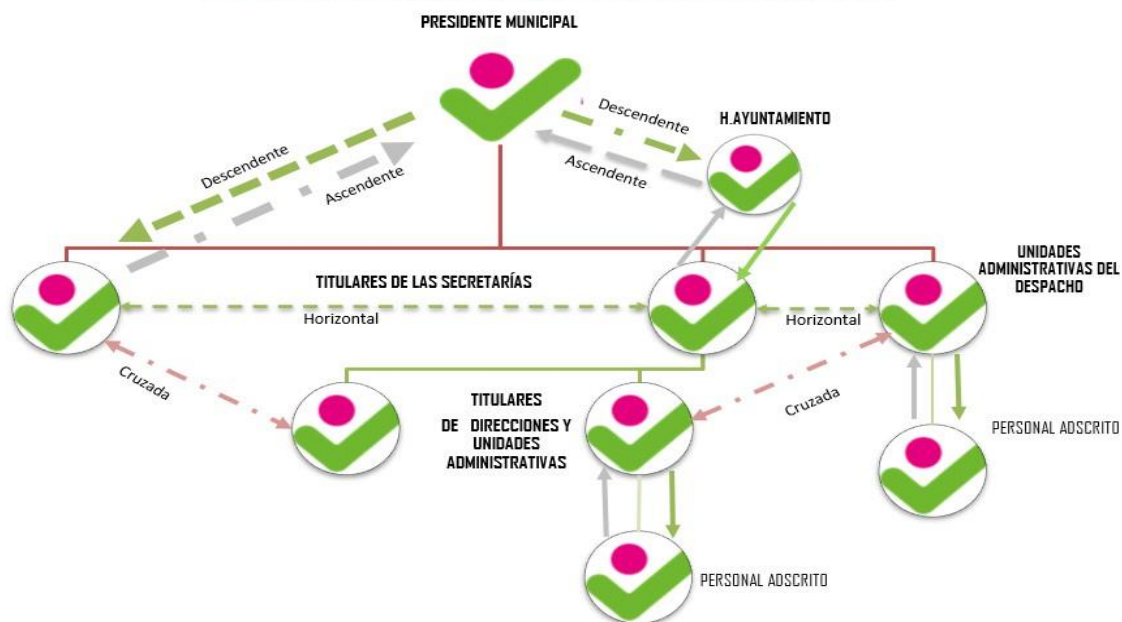 PRESIDENTE MUNICIPAL
Descendente
Ascendente
Descendente
Ascendente
H.AYUNTAMIENTO
TITULARES DE LAS SECRETARÍAS
Horizontal
Horizontal
UNIDADES
ADMINISTRATIVAS DEL
DESPACHO
Cruzada
Cruzada
TITULARES
DE DIRECCIONES Y
UNIDADES
ADMINISTRATIVAS
PERSONAL ADSCRITO
PERSONAL ADSCRITO